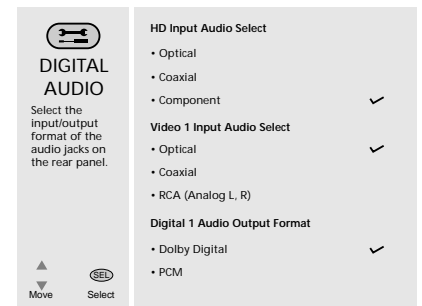 DIGITAL
AUDIO
Select the
input/output
format of the
audio jacks on
the rear panel.
SEL
Move Select
HD Input Audio Select
• Optical
• Coaxial
• Component
Video 1 Input Audio Select
• Optical
• Coaxial
• RCA (Analog L, R)
Digital 1 Audio Output Format
• Dolby Digital
• PCM